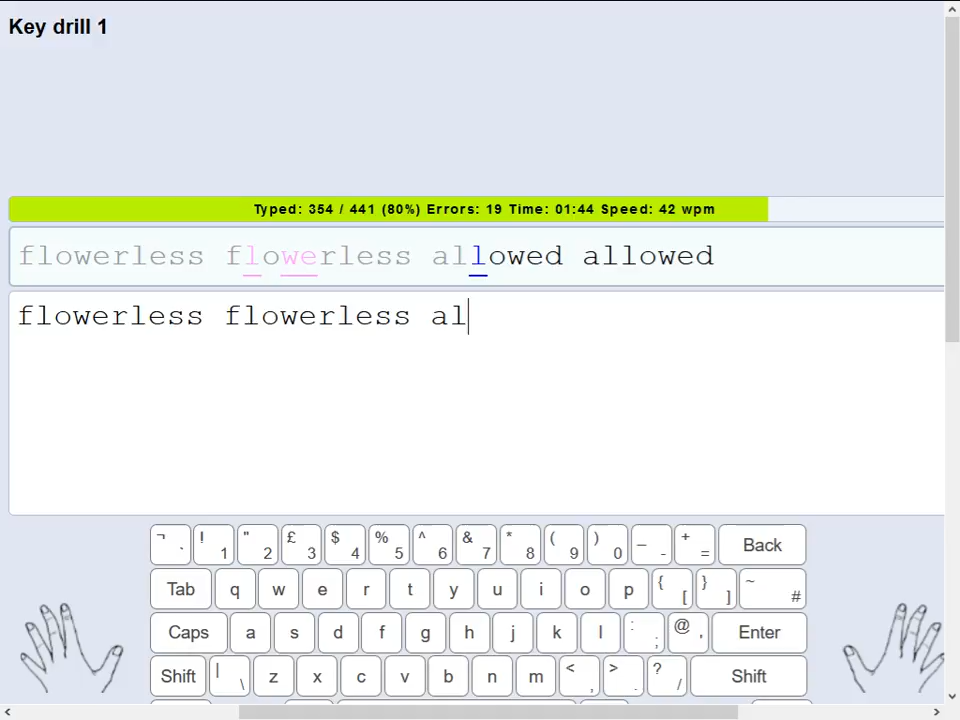 Key drill 1
Typed: 354 / 441 (80%) Errors: 19 Time: 01:44 Speed: 42 wpm
flowerless flowerless allowed allowed
flowerless flowerless al
¬ ` ! 1 " 2 £ 3 $ 4 % 5 ^ 6 & 7 * 8 ( 9 ) 0 _ - + = Back
Tab q w e r t y u i o p { [ } ] ~ #
Caps a s d f g h j k l : ; @ , Enter
Shift | \ z x c v b n m < , > . ? / Shift